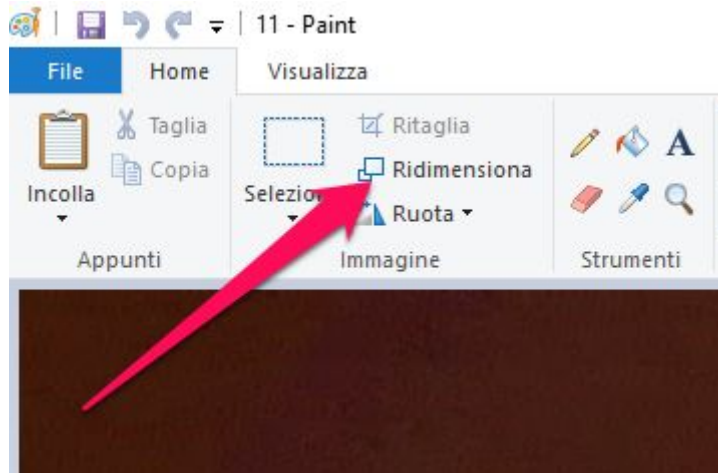 11 - Paint
File Home Visualizza
Taglia Ritaglia
Copia Ridimensiona
Incolla
Ruota
Appunti Immagine Strumenti
A